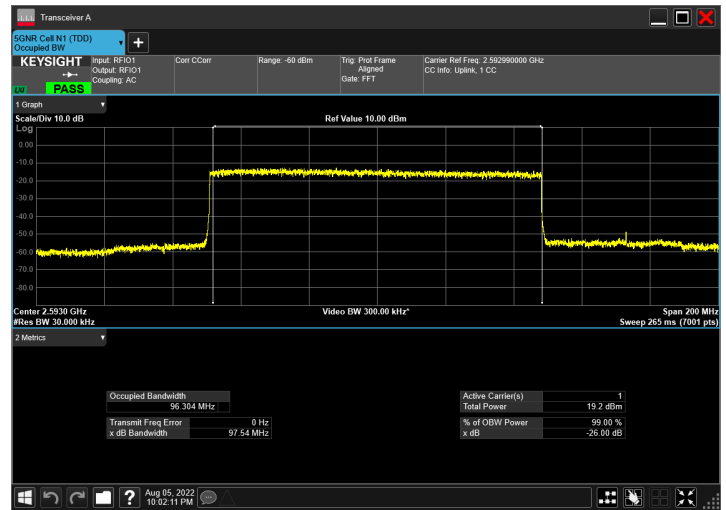 Transceiver A
5GNR Cell N1 (TDD)
Occupied BW
KEYSIGHT
Input: RFIO1
Output: RFIO1
Coupling: AC
Corr CCorr
Range: -60 dBm
Trig: Prot Frame
Aligned
Gate: FFT
Carrier Ref Freq: 2.592990000 GHz
CC Info: Uplink, 1 CC
PASS
1 Graph
Scale/Div 10.0 dB
Ref Value 10.00 dBm
Log
0.00
-10.0
-20.0
-30.0
-40.0
-50.0
-60.0
-70.0
-80.0
Center 2.5930 GHz
Video BW 300.00 kHz*
Span 200 MHz
#Res BW 30.000 kHz
Sweep 265 ms (7001 pts)
2 Metrics
Occupied Bandwidth
96.304 MHz
Transmit Freq Error 0 Hz
x dB Bandwidth 97.54 MHz
Active Carrier(s) 1
Total Power 19.2 dBm
% of OBW Power 99.00 %
x dB -26.00 dB
?
Aug 05, 2022
10:02:11 PM